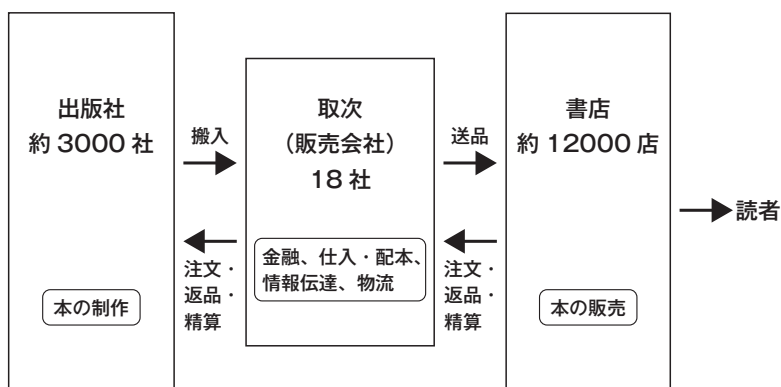 出版社
約 3000 社
本の制作
搬入
注文・
返品・
精算
取次
（販売会社）
18 社
金融、仕入・配本、
情報伝達、物流
送品
注文・
返品・
精算
書店
約 12000 店
本の販売
読者